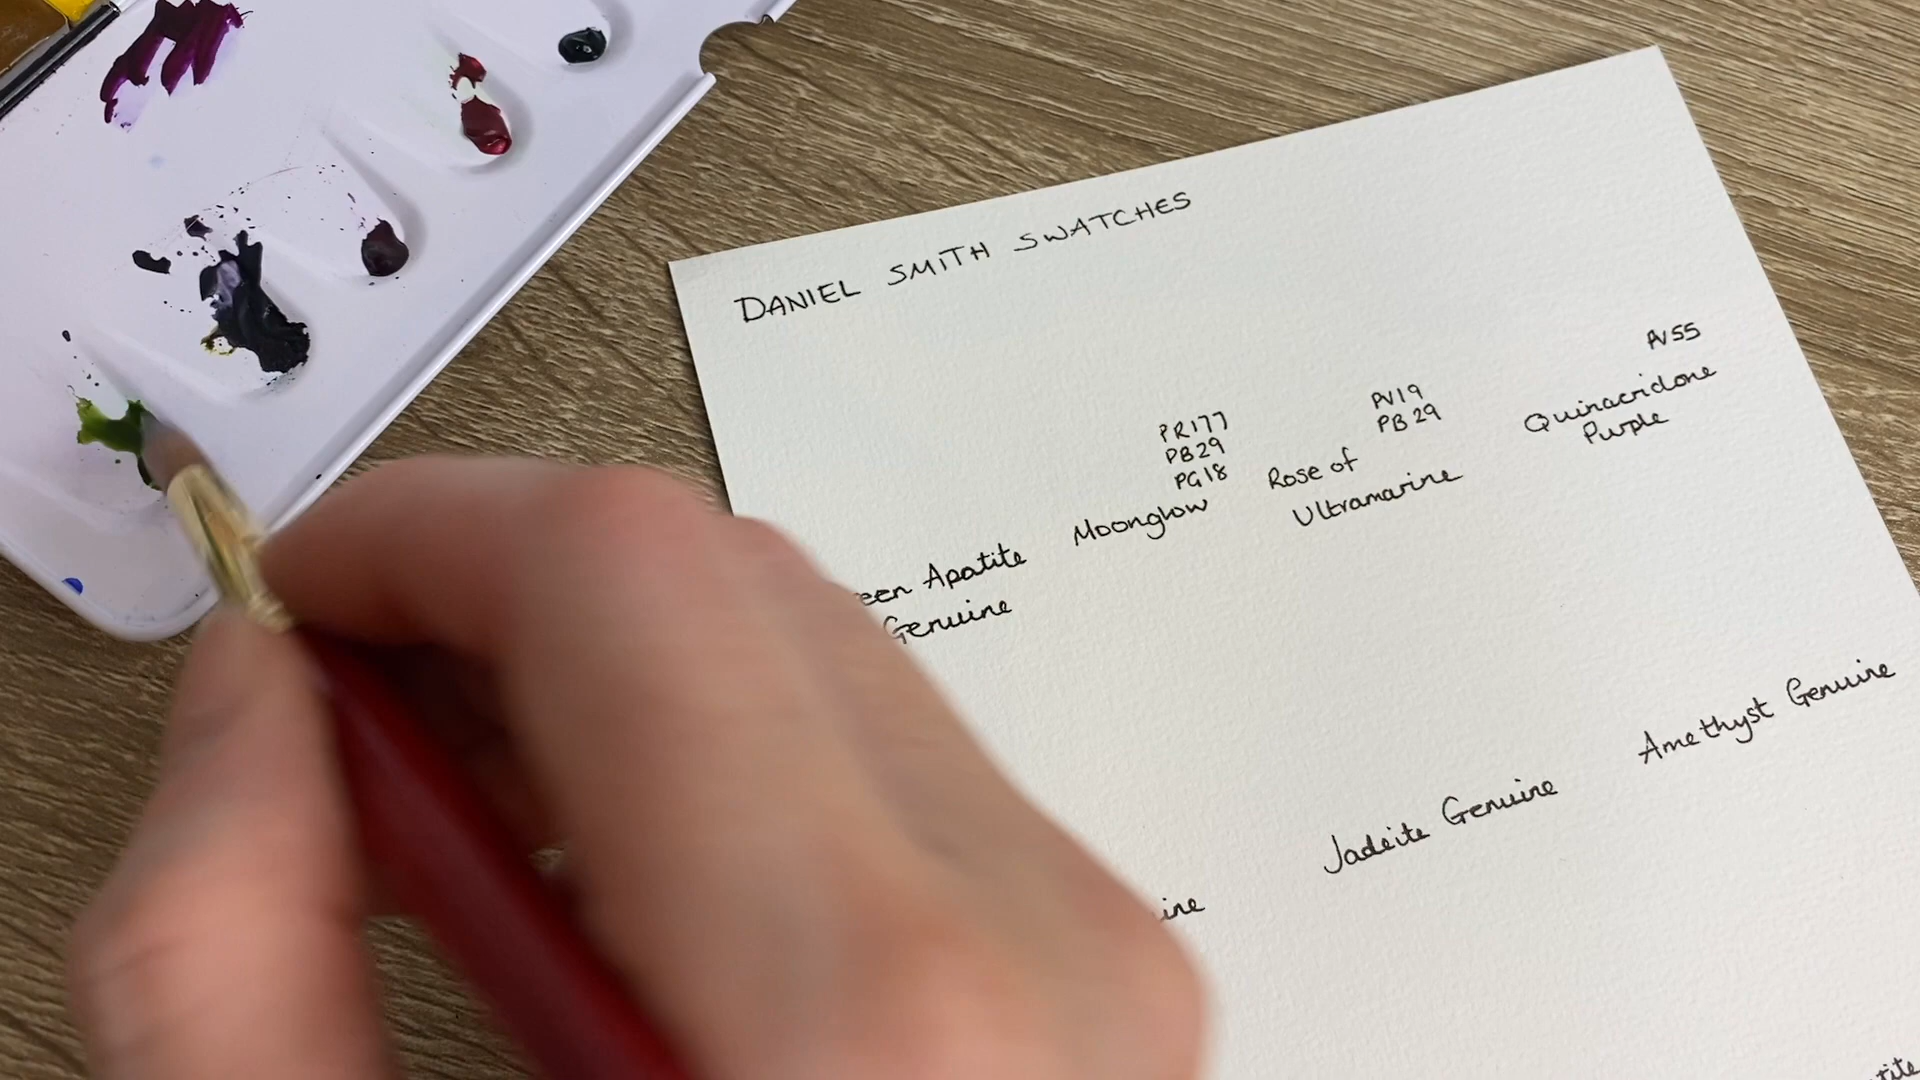 DANIEL SMITH SWATCHES
PR177
PB29
PG18
Moonglow
PV19
PB29
Rose of
Ultramarine
PV55
Quinacridone
Purple
Apatite
Genuine
Jadeite Genuine
Amethyst Genuine